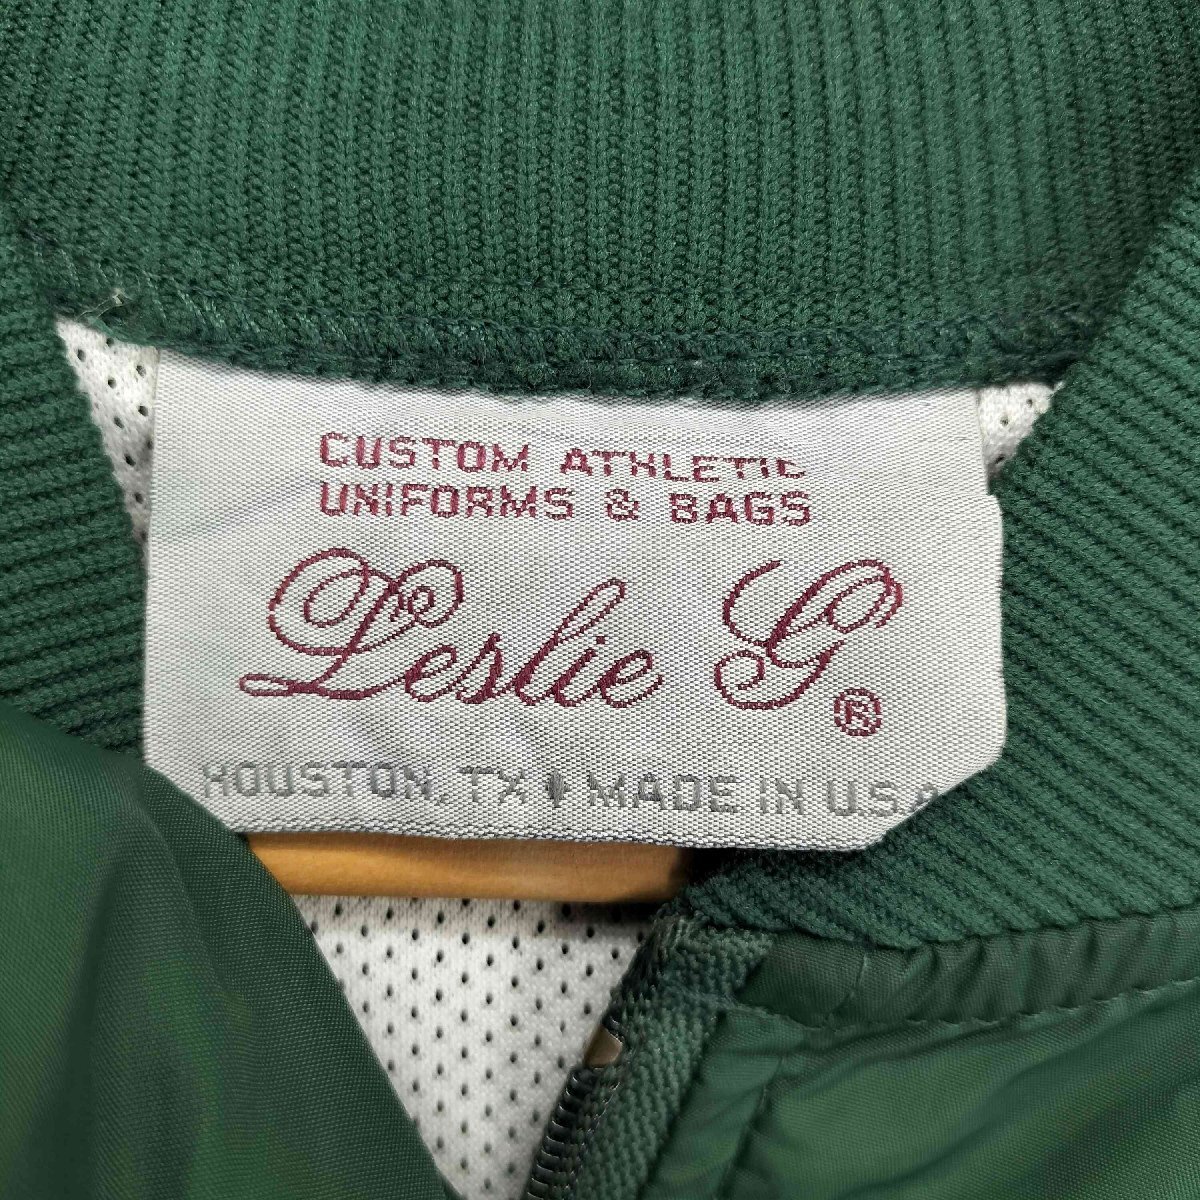 CUSTOM ATHLETIC
UNIFORMS & BAGS
Leslie G ®
HOUSTON, TX ♦ MADE IN U.S.A